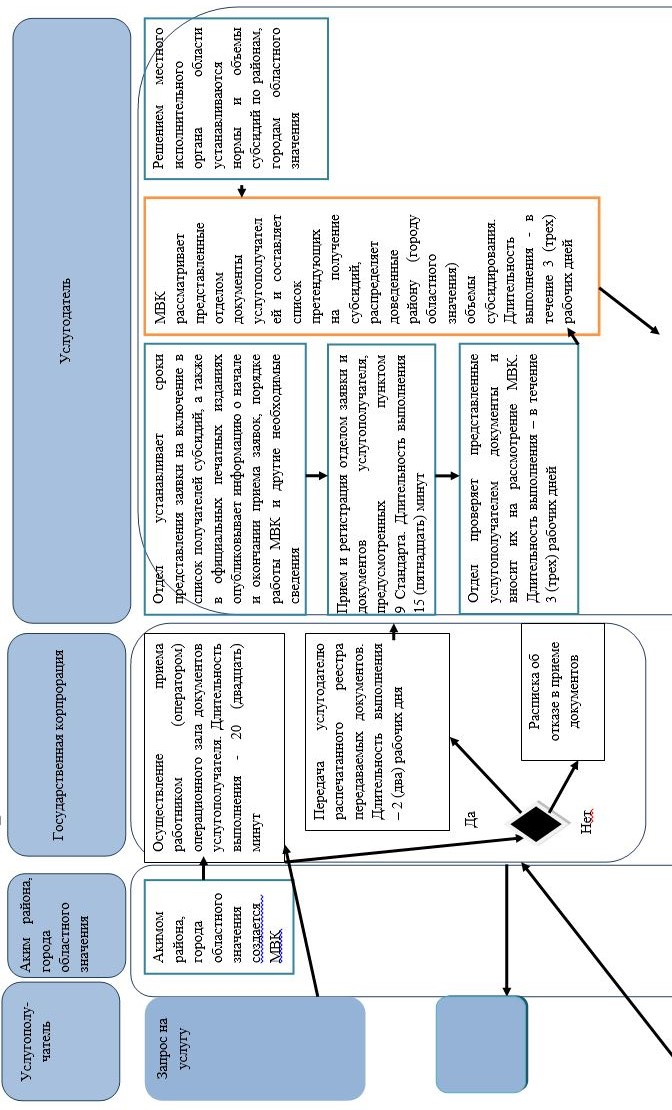 Услугополу-
чатель
Аким района,
города
областного
значения
Государственная корпорация
Услугодатель
Запрос на
услугу
Акимом
района,
города
областного
значения
создается
МВК
Осуществление приема
работником (оператором)
операционного зала документов
услугополучателя. Длительность
выполнения - 20 (двадцать)
минут
Передача услугодателю
распечатанного реестра
передаваемых документов.
Длительность выполнения
– 2 (два) рабочих дня
Да
Нет
Расписка об
отказе в приеме
документов
Отдел устанавливает сроки
представления заявки на включение в
список получателей субсидий, а также
в официальных печатных изданиях
опубликовывает информацию о начале
и окончании приема заявок, порядке
работы МВК и другие необходимые
сведения
Прием и регистрация отделом заявки и
документов услугополучателя,
предусмотренных пунктом
9 Стандарта. Длительность выполнения
15 (пятнадцать) минут
Отдел проверяет представленные
услугополучателем документы и
вносит их на рассмотрение МВК.
Длительность выполнения – в течение
3 (трех) рабочих дней
МВК
рассматривает
представленные
отделом
документы
услугополучател
ей и составляет
список
претендующих
на получение
субсидий,
распределяет
доведенные
району (городу
областного
значения)
объемы
субсидирования.
Длительность
выполнения - в
течение 3 (трех)
рабочих дней
Решением местного
исполнительного
органа области
устанавливаются
нормы и объемы
субсидий по районам,
городам областного
значения